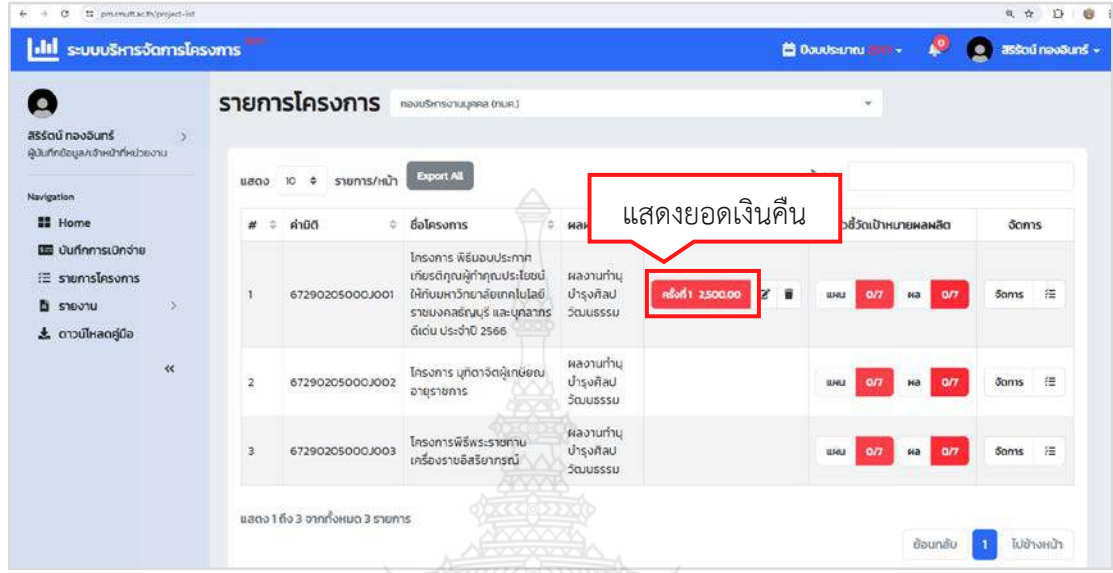 pm.rmutt.ac.th/project-list
ระบบบริหารจัดการโครงการ
ปีงบประมาณ
0
สิริรัตน์ ทองอินทร์
สิริรัตน์ ทองอินทร์
ผู้บันทึกข้อมูล/เจ้าหน้าที่หน่วยงาน
Navigation
Home
บันทึกการเบิกจ่าย
รายการโครงการ
รายงาน
ดาวน์โหลดคู่มือ
«
รายการโครงการ
กองบริหารงานบุคคล (กบค.)
แสดง 10 รายการ/หน้า Export All
แสดงยอดเงินคืน
# ค่ามิติ ชื่อโครงการ จัดการ
1 67290205000J001
โครงการ พิธีมอบประกาศ
เกียรติคุณผู้ทำคุณประโยชน์
ให้กับมหาวิทยาลัยเทคโนโลยี
ราชมงคลธัญบุรี และบุคลากร
ดีเด่น ประจำปี 2566
ผลงานทำนุ
บำรุงศิลป
วัฒนธรรม
ครั้งที่ 1 2,500.00
แผน 0/7 ผล 0/7 จัดการ
2 67290205000J002
โครงการ มุทิตาจิตผู้เกษียณ
อายุราชการ
ผลงานทำนุ
บำรุงศิลป
วัฒนธรรม
แผน 0/7 ผล 0/7 จัดการ
3 67290205000J003
โครงการพิธีพระราชทาน
เครื่องราชอิสริยาภรณ์
ผลงานทำนุ
บำรุงศิลป
วัฒนธรรม
แผน 0/7 ผล 0/7 จัดการ
แสดง 1 ถึง 3 จากทั้งหมด 3 รายการ
ย้อนกลับ 1 ไปข้างหน้า